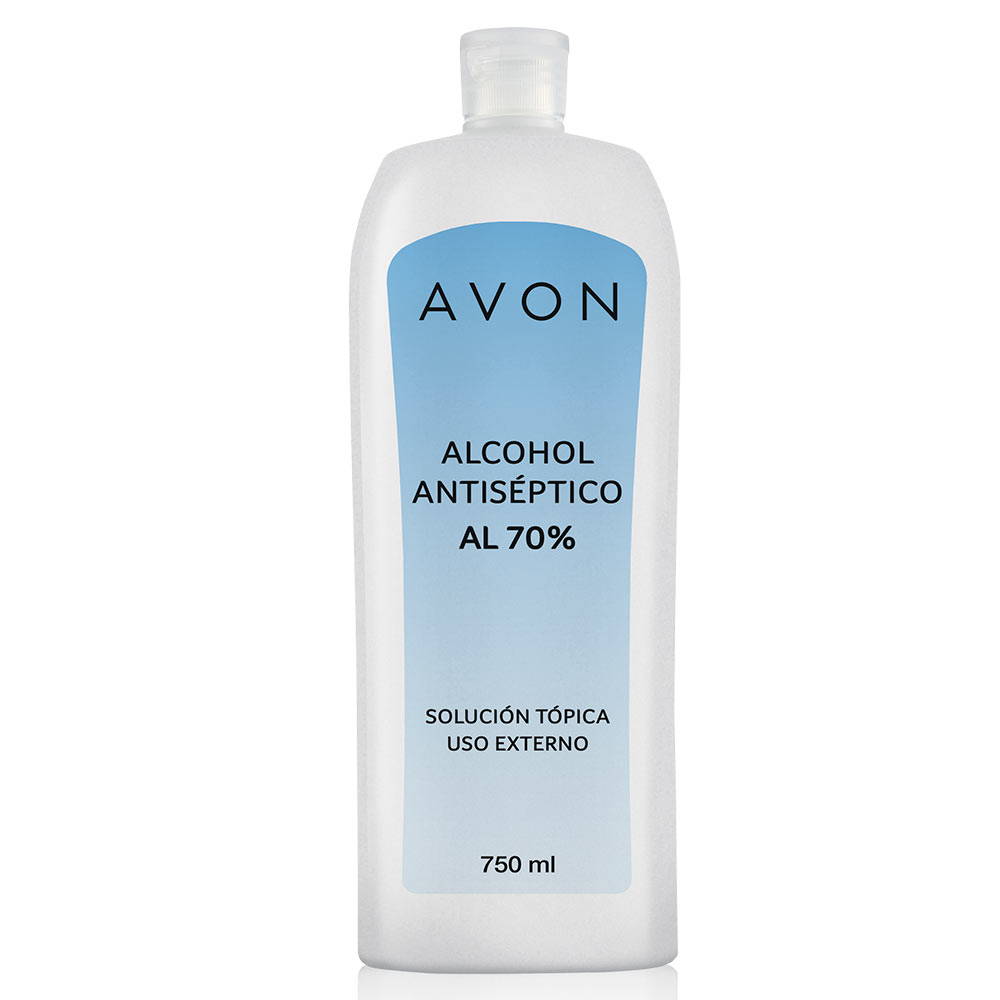 AVON
ALCOHOL
ANTISÉPTICO
AL 70%
SOLUCIÓN TÓPICA
USO EXTERNO
750 ml